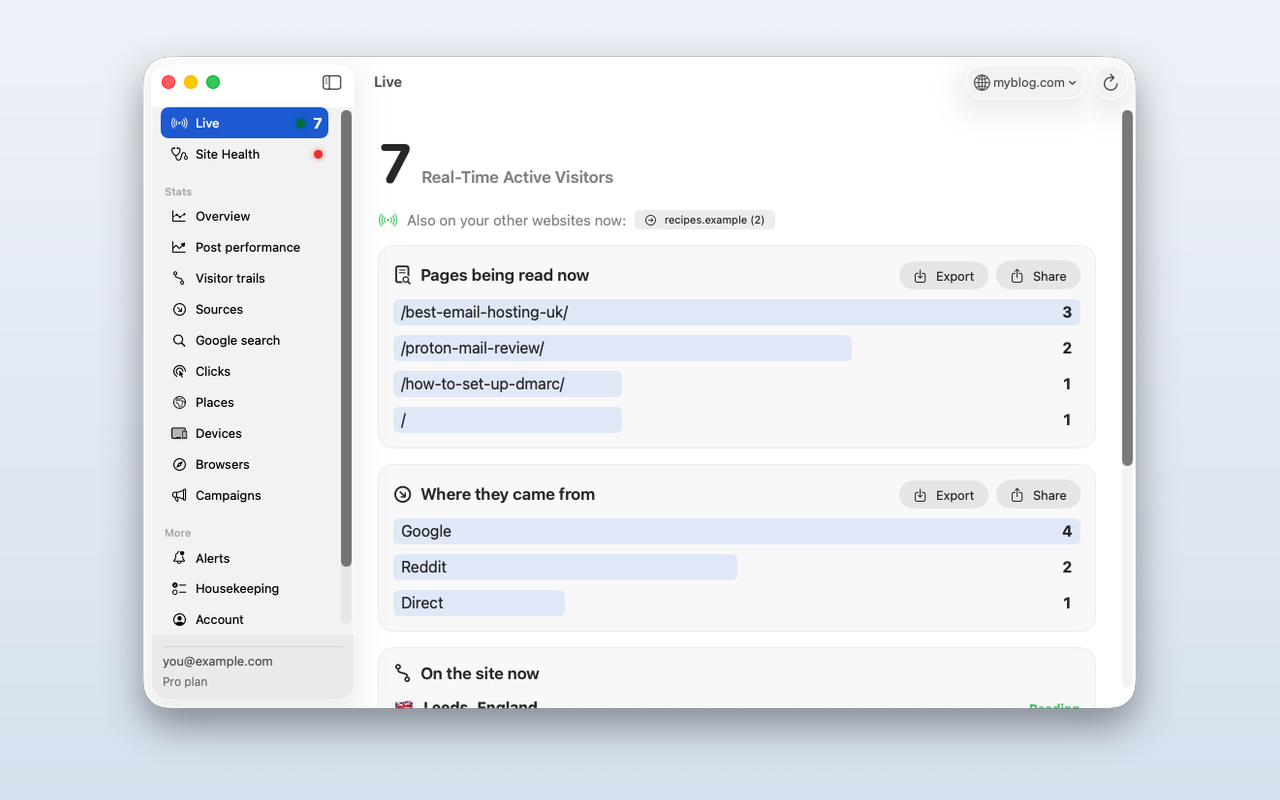 Live
myblog.com
Live 7
Site Health
Stats
Overview
Post performance
Visitor trails
Sources
Google search
Clicks
Places
Devices
Browsers
Campaigns
More
Alerts
Housekeeping
Account
you@example.com
Pro plan
7 Real-Time Active Visitors
Also on your other websites now: recipes.example (2)
Pages being read now Export Share
/best-email-hosting-uk/ 3
/proton-mail-review/ 2
/how-to-set-up-dmarc/ 1
/ 1
Where they came from Export Share
Google 4
Reddit 2
Direct 1
On the site now
Leeds, England Reading